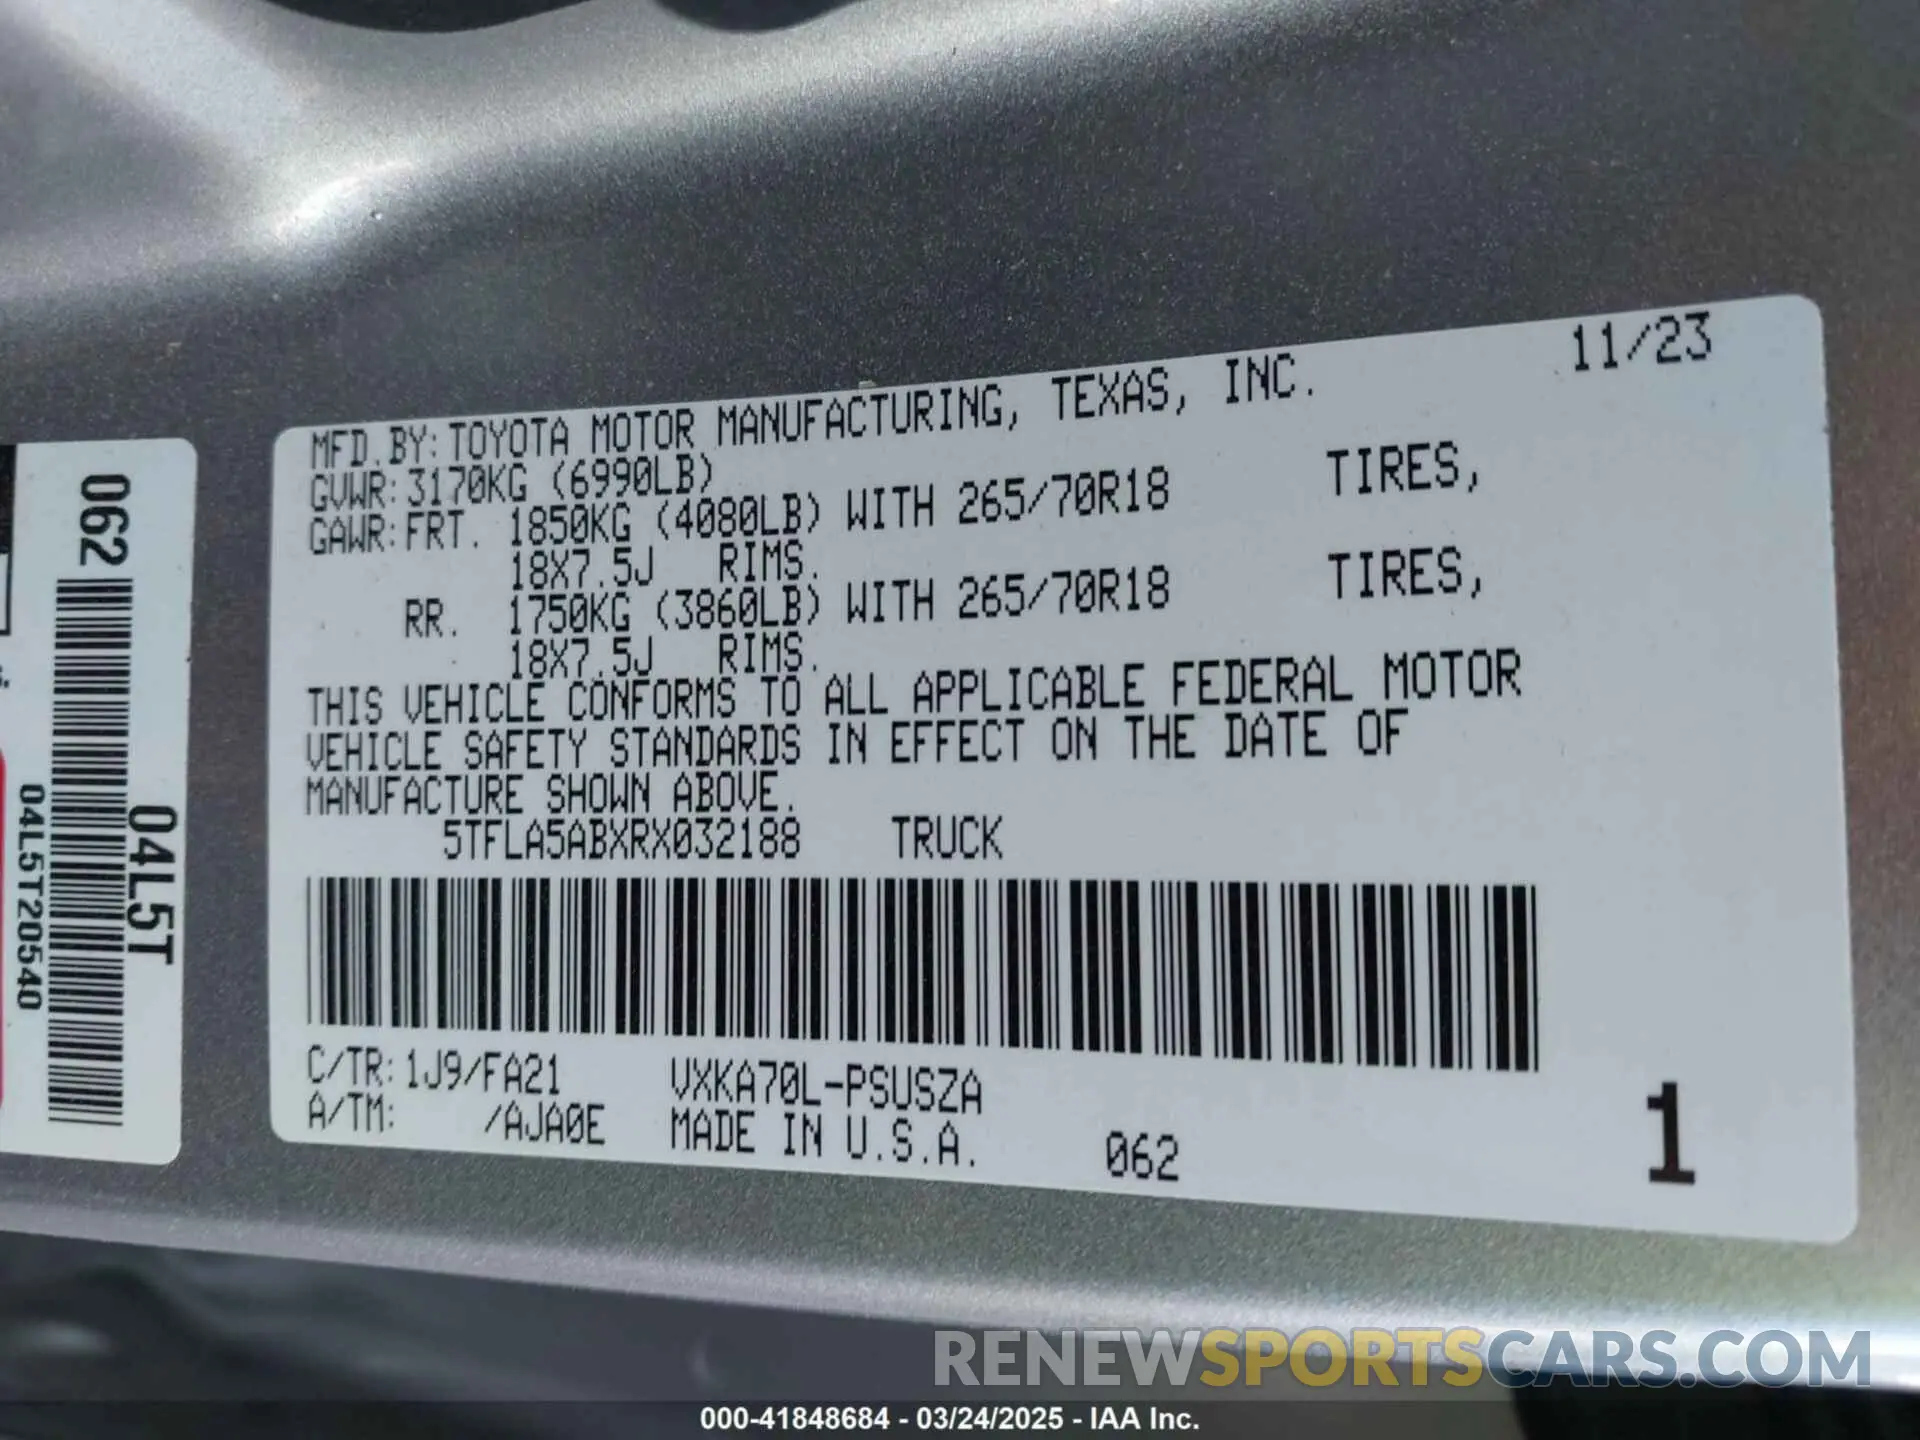 062
04L5T
04L5T20540
MFD.BY:TOYOTA MOTOR MANUFACTURING, TEXAS, INC. 11/23
GVWR:3170KG (6990LB)
GAWR:FRT. 1850KG (4080LB) WITH 265/70R18 TIRES,
18X7.5J RIMS.
RR. 1750KG (3860LB) WITH 265/70R18 TIRES,
18X7.5J RIMS.
THIS VEHICLE CONFORMS TO ALL APPLICABLE FEDERAL MOTOR
VEHICLE SAFETY STANDARDS IN EFFECT ON THE DATE OF
MANUFACTURE SHOWN ABOVE.
5TFLA5ABXRX032188 TRUCK
C/TR:1J9/FA21 VXKA70L-PSUSZA
A/TM: /AJA0E MADE IN U.S.A. 062
1
RENEWSPORTSCARS.COM
000-41848684 - 03/24/2025 - IAA Inc.